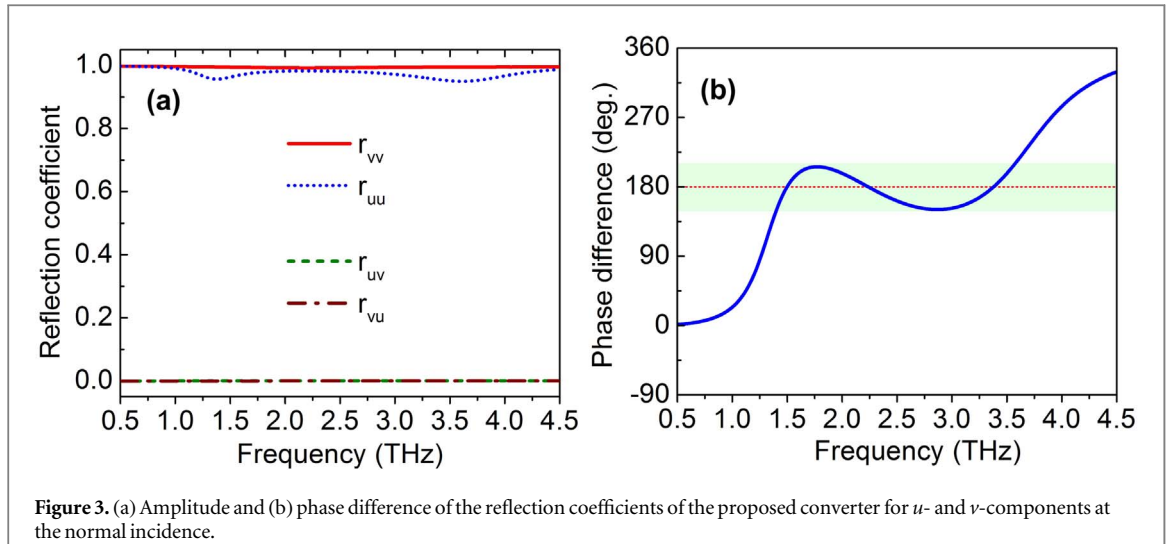 (a)
Reflection coefficient
1.0
0.8
0.6
0.4
0.2
0.0
r_vv
r_uu
r_uv
r_vu
0.5 1.0 1.5 2.0 2.5 3.0 3.5 4.0 4.5
Frequency (THz)
(b)
Phase difference (deg.)
360
270
180
90
0
-90
0.5 1.0 1.5 2.0 2.5 3.0 3.5 4.0 4.5
Frequency (THz)
Figure 3. (a) Amplitude and (b) phase difference of the reflection coefficients of the proposed converter for u- and v-components at
the normal incidence.